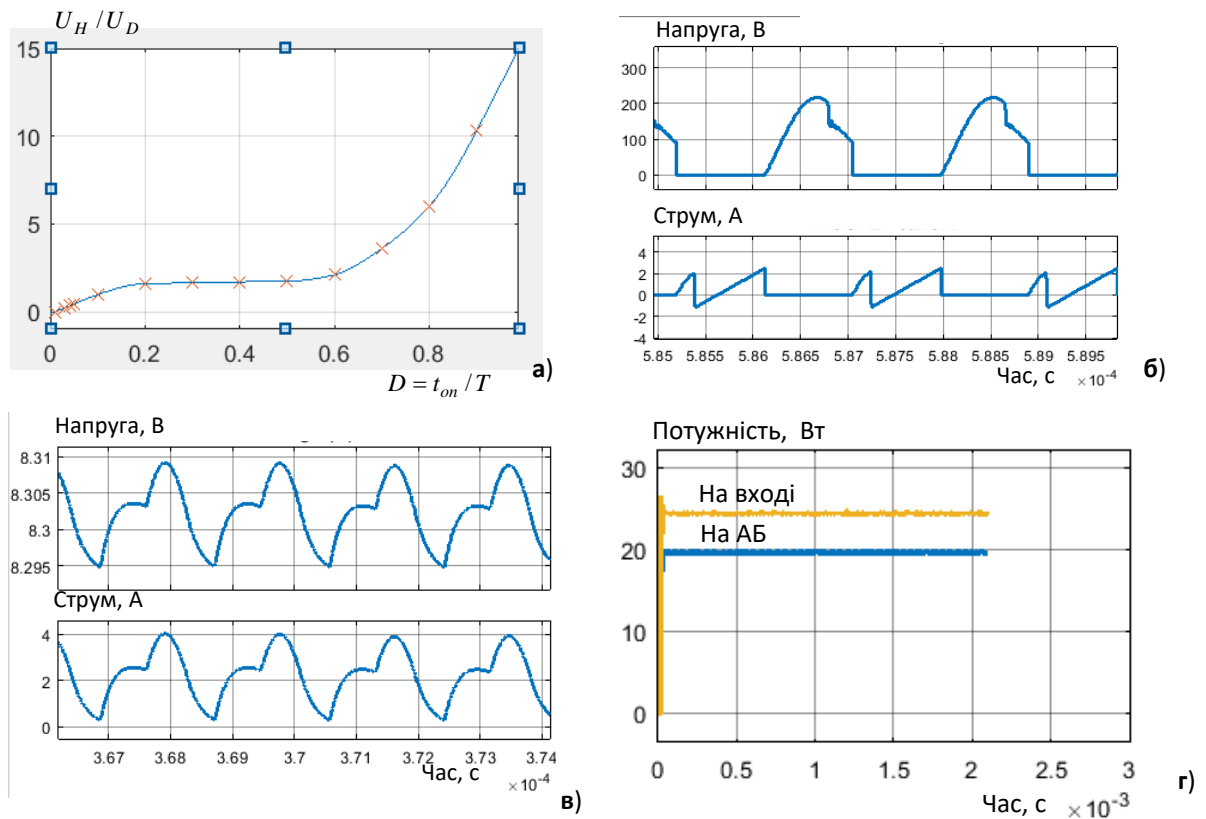 U_H / U_D
15
10
5
0
0 0.2 0.4 0.6 0.8
D = t_on / T
а)
Напруга, В
300
200
100
0
Струм, А
4
2
0
-2
-4
5.85 5.855 5.86 5.865 5.87 5.875 5.88 5.885 5.89 5.895
Час, с × 10⁻⁴
б)
Напруга, В
8.31
8.305
8.3
8.295
Струм, А
4
2
0
3.67 3.68 3.69 3.7 3.71 3.72 3.73 3.74
Час, с × 10⁻⁴
в)
Потужність, Вт
30
На вході
На АБ
20
10
0
0 0.5 1 1.5 2 2.5 3
Час, с × 10⁻³
г)